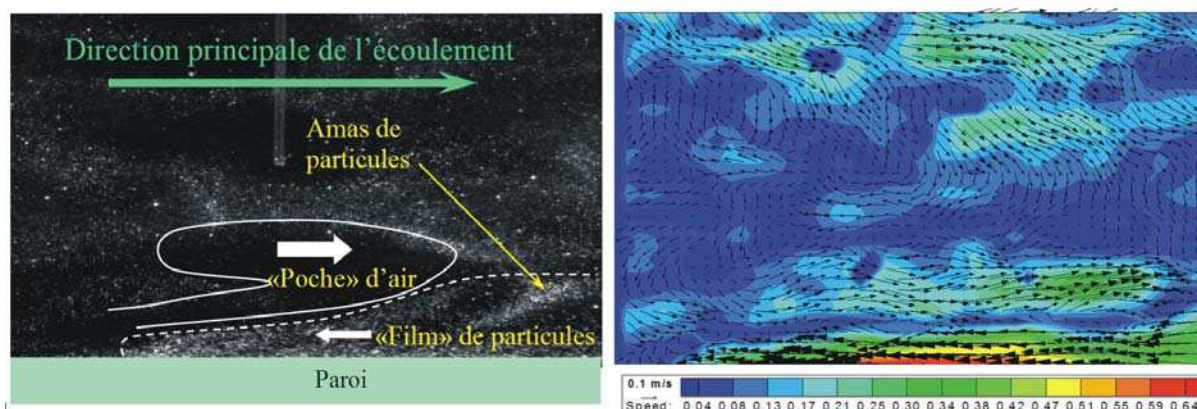 Direction principale de l'écoulement
Amas de
particules
«Poche» d'air
«Film» de particules
Paroi
0.1 m/s
Speed: 0.04 0.08 0.13 0.17 0.21 0.25 0.30 0.34 0.38 0.42 0.47 0.51 0.55 0.59 0.64